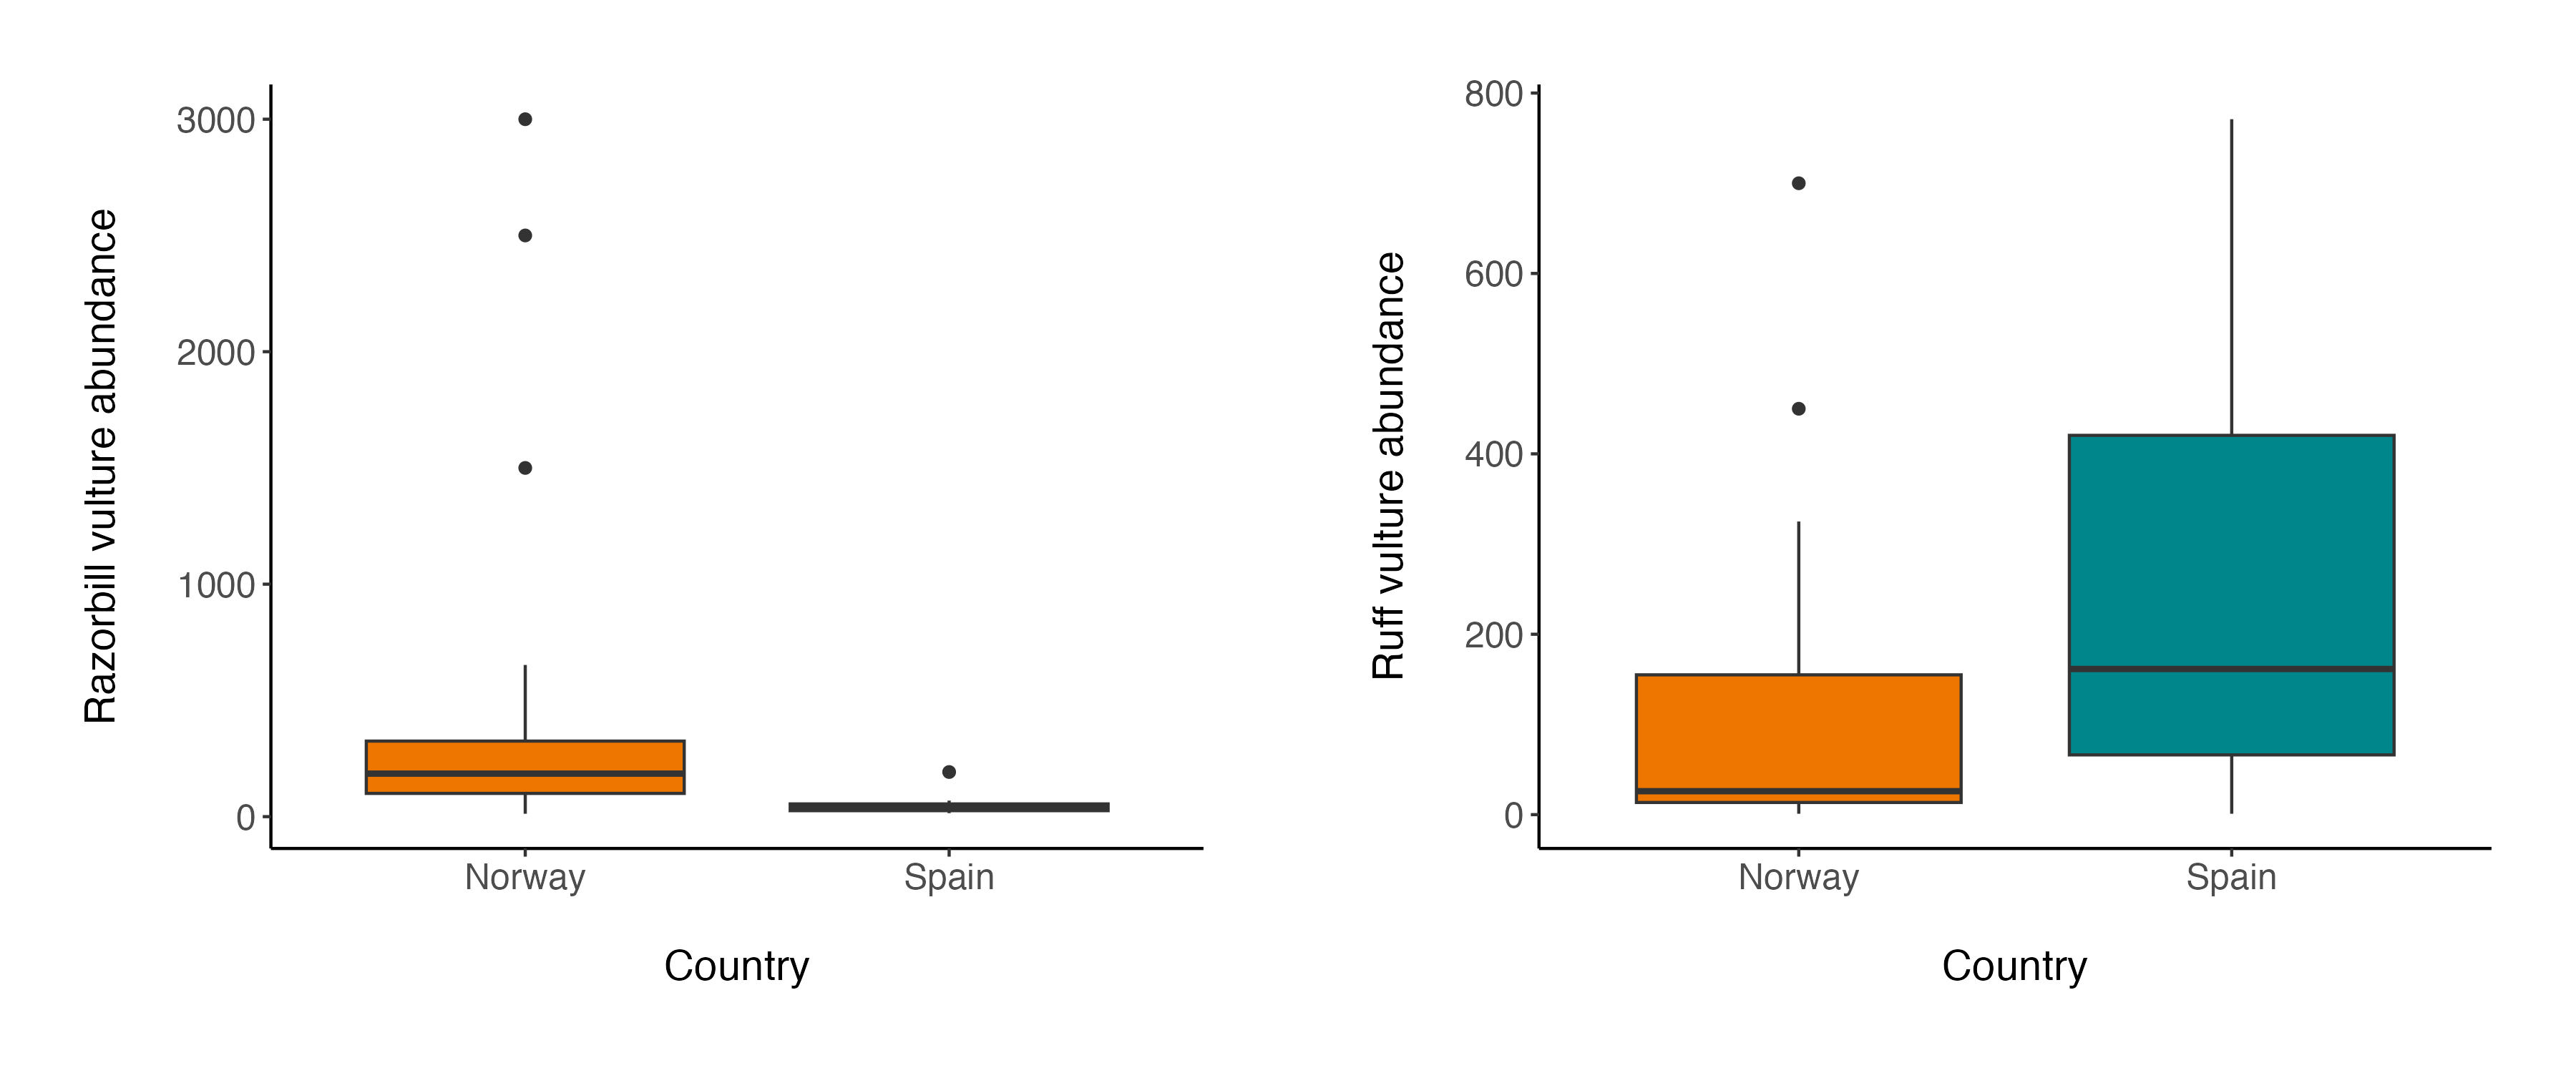 Razorbill vulture abundance
3000
2000
1000
0
Norway
Spain
Country
Ruff vulture abundance
800
600
400
200
0
Norway
Spain
Country